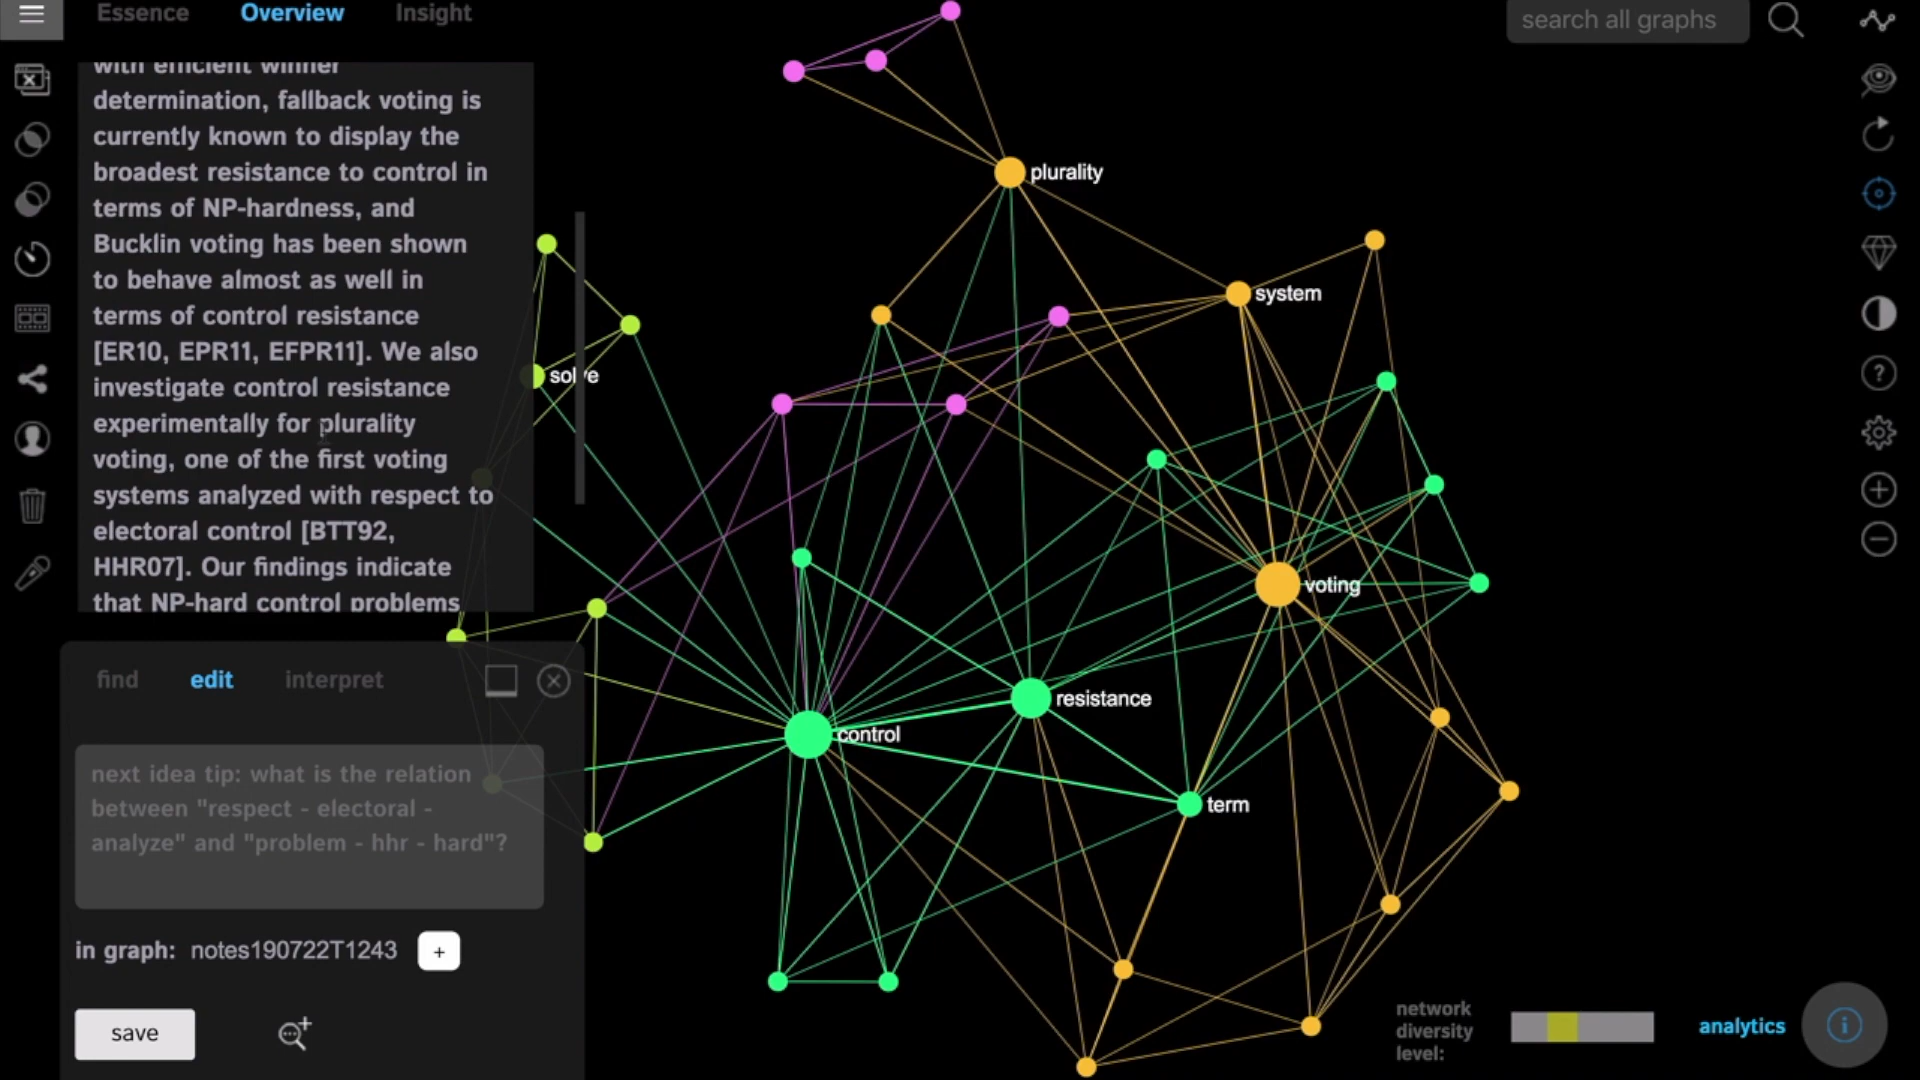 Essence Overview Insight
search all graphs
with efficient winner
determination, fallback voting is
currently known to display the
broadest resistance to control in
terms of NP-hardness, and
Bucklin voting has been shown
to behave almost as well in
terms of control resistance
[ER10, EPR11, EFPR11]. We also
investigate control resistance
experimentally for plurality
voting, one of the first voting
systems analyzed with respect to
electoral control [BTT92,
HHR07]. Our findings indicate
that NP-hard control problems
plurality
system
solve
voting
resistance
control
term
find edit interpret
next idea tip: what is the relation
between "respect - electoral -
analyze" and "problem - hhr - hard"?
in graph: notes190722T1243 +
save
network
diversity
level:
analytics